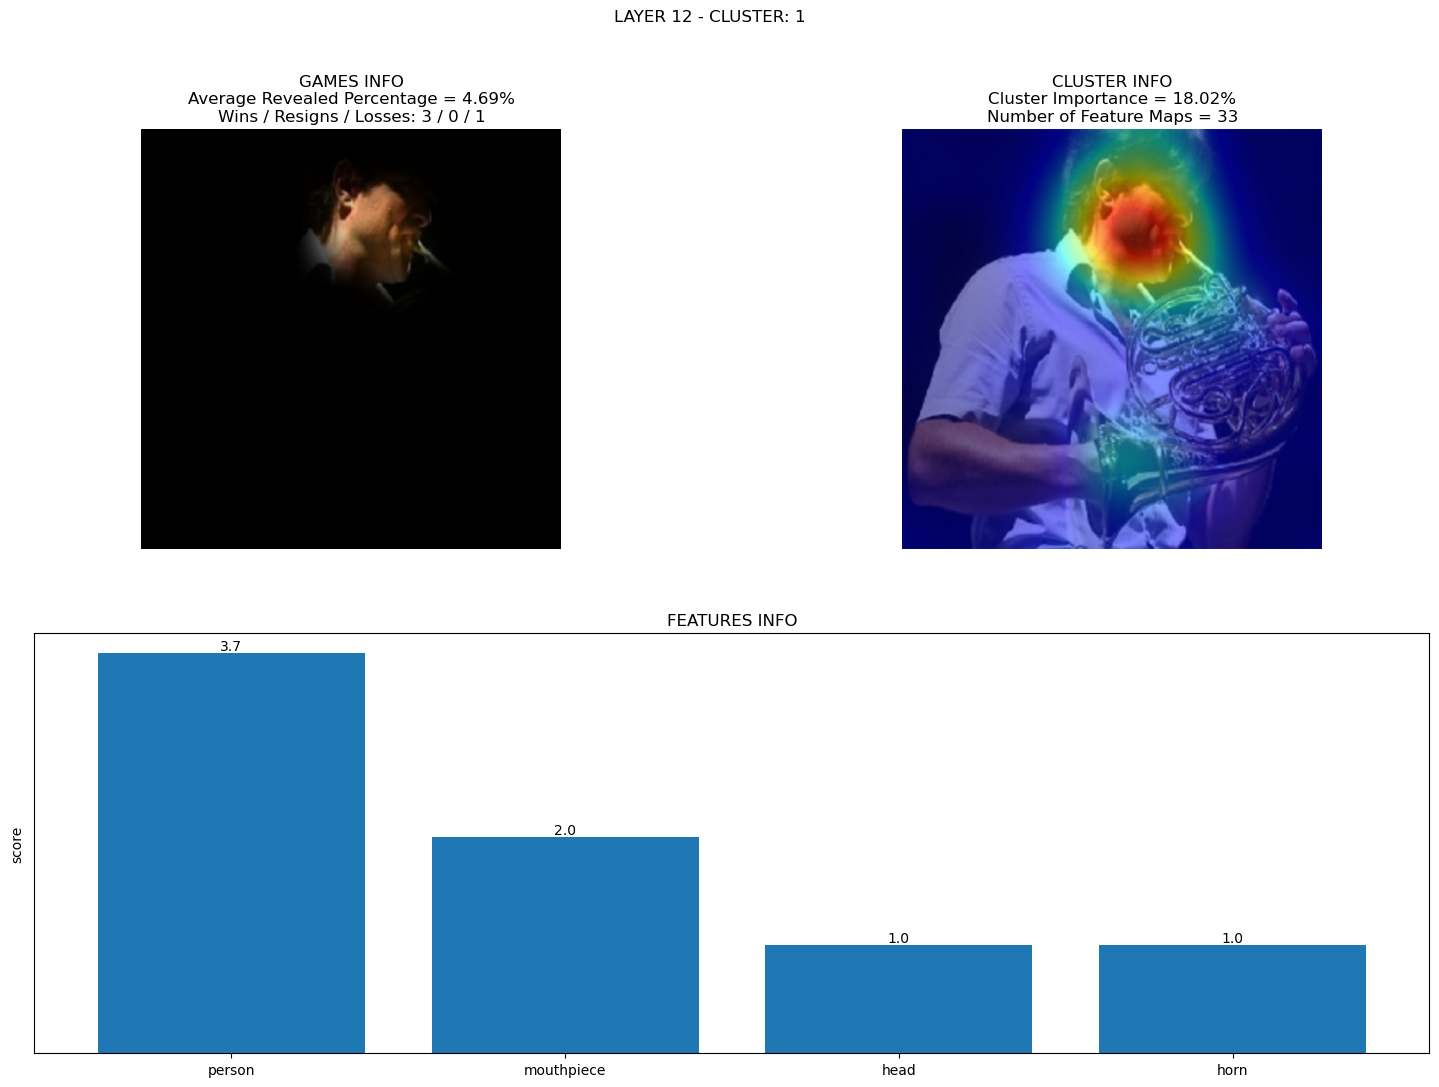 LAYER 12 - CLUSTER: 1
GAMES INFO
Average Revealed Percentage = 4.69%
Wins / Resigns / Losses: 3 / 0 / 1
CLUSTER INFO
Cluster Importance = 18.02%
Number of Feature Maps = 33
FEATURES INFO
score
3.7
2.0
1.0
1.0
person
mouthpiece
head
horn